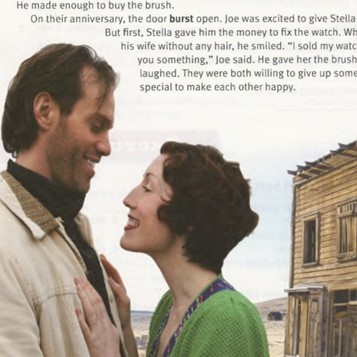 He made enough to buy the brush.
On their anniversary, the door burst open. Joe was excited to give Stella
But first, Stella gave him the money to fix the watch. Wh
his wife without any hair, he smiled. "I sold my watc
you something," Joe said. He gave her the brush
laughed. They were both willing to give up some
special to make each other happy.